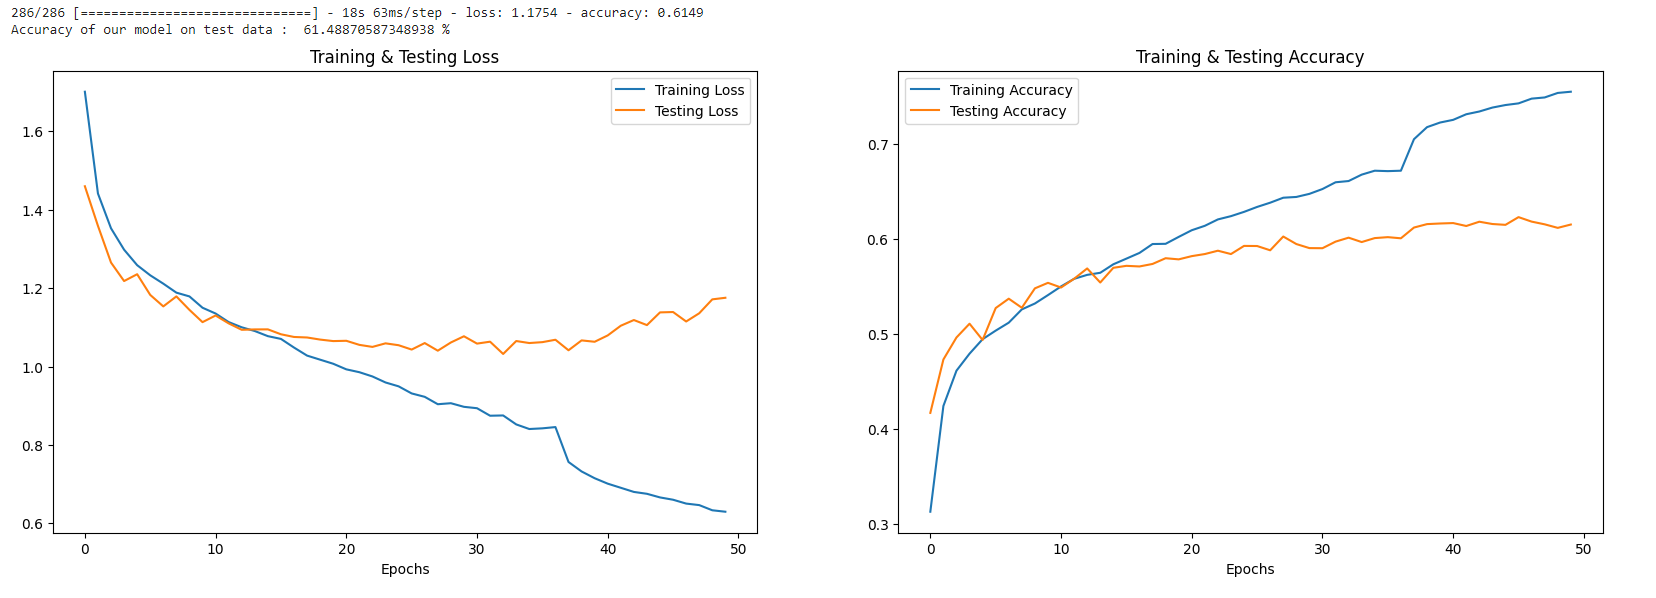 286/286 [==============================] - 18s 63ms/step - loss: 1.1754 - accuracy: 0.6149
Accuracy of our model on test data :  61.48870587348938 %
Training & Testing Loss
Training Loss
Testing Loss
1.6
1.4
1.2
1.0
0.8
0.6
0
10
20
30
40
50
Epochs
Training & Testing Accuracy
Training Accuracy
Testing Accuracy
0.7
0.6
0.5
0.4
0.3
0
10
20
30
40
50
Epochs